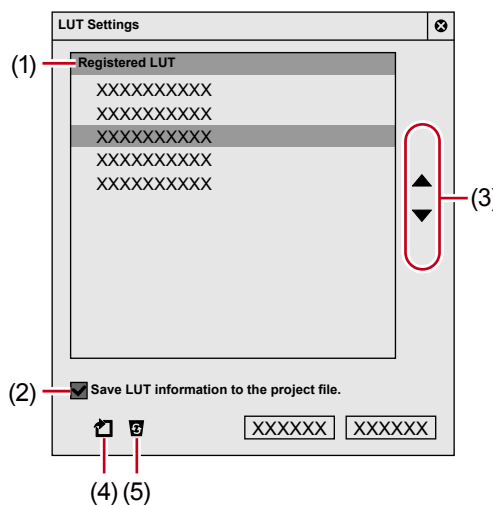 LUT Settings
(1)
Registered LUT
XXXXXXXXXX
XXXXXXXXXX
XXXXXXXXXX
XXXXXXXXXX
XXXXXXXXXX
(3)
(2)
Save LUT information to the project file.
XXXXXX XXXXXX
(4) (5)